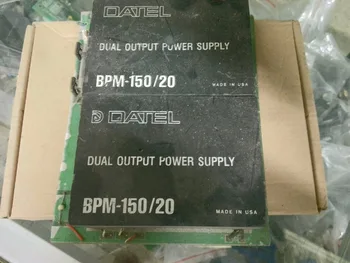 DATEL
DUAL OUTPUT POWER SUPPLY
BPM-150/20
MADE IN USA
DATEL
DUAL OUTPUT POWER SUPPLY
BPM-150/20
MADE IN USA